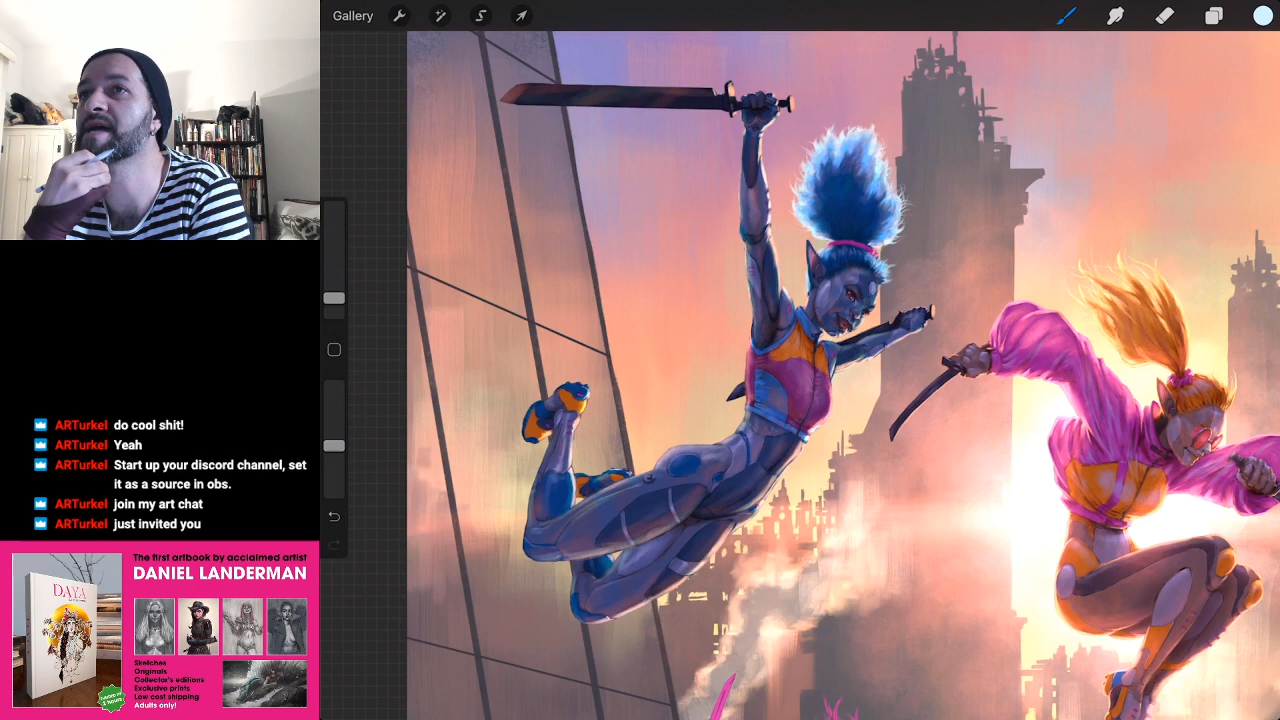 Gallery
ARTurkel do cool shit!
ARTurkel Yeah
ARTurkel Start up your discord channel, set
it as a source in obs.
ARTurkel join my art chat
ARTurkel just invited you
The first artbook by acclaimed artist
DANIEL LANDERMAN
DAYA
Sketches
Originals
Collector's editions
Exclusive prints
Low cost shipping
Adults only!